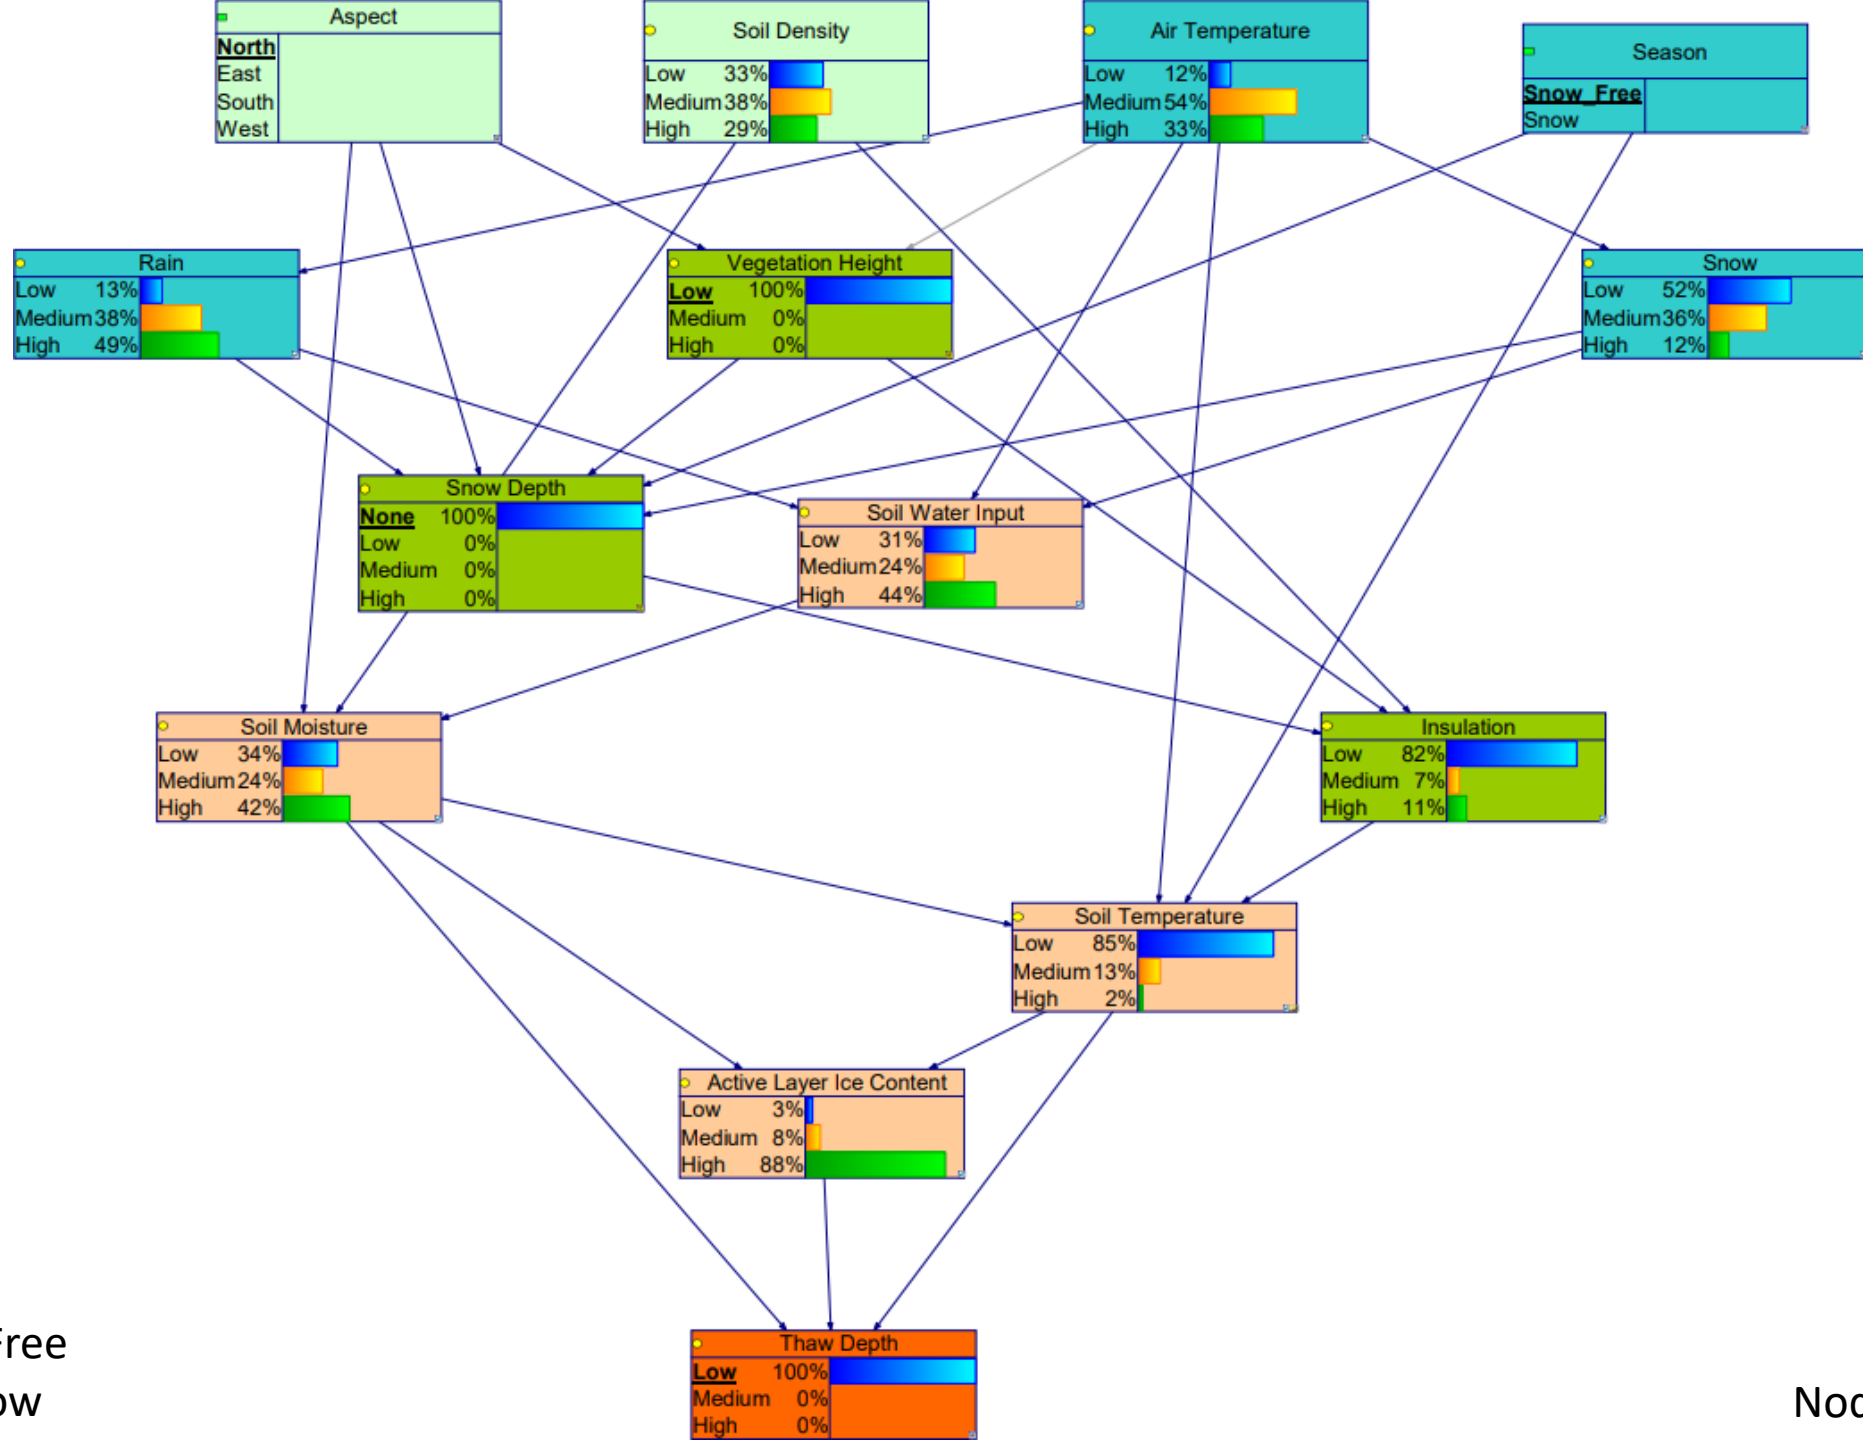 Aspect
North
East
South
West
Soil Density
Low 33%
Medium 38%
High 29%
Air Temperature
Low 12%
Medium 54%
High 33%
Season
Snow_Free
Snow
Rain
Low 13%
Medium 38%
High 49%
Vegetation Height
Low 100%
Medium 0%
High 0%
Snow
Low 52%
Medium 36%
High 12%
Snow Depth
None 100%
Low 0%
Medium 0%
High 0%
Soil Water Input
Low 31%
Medium 24%
High 44%
Soil Moisture
Low 34%
Medium 24%
High 42%
Insulation
Low 82%
Medium 7%
High 11%
Soil Temperature
Low 85%
Medium 13%
High 2%
Active Layer Ice Content
Low 3%
Medium 8%
High 88%
Thaw Depth
Low 100%
Medium 0%
High 0%